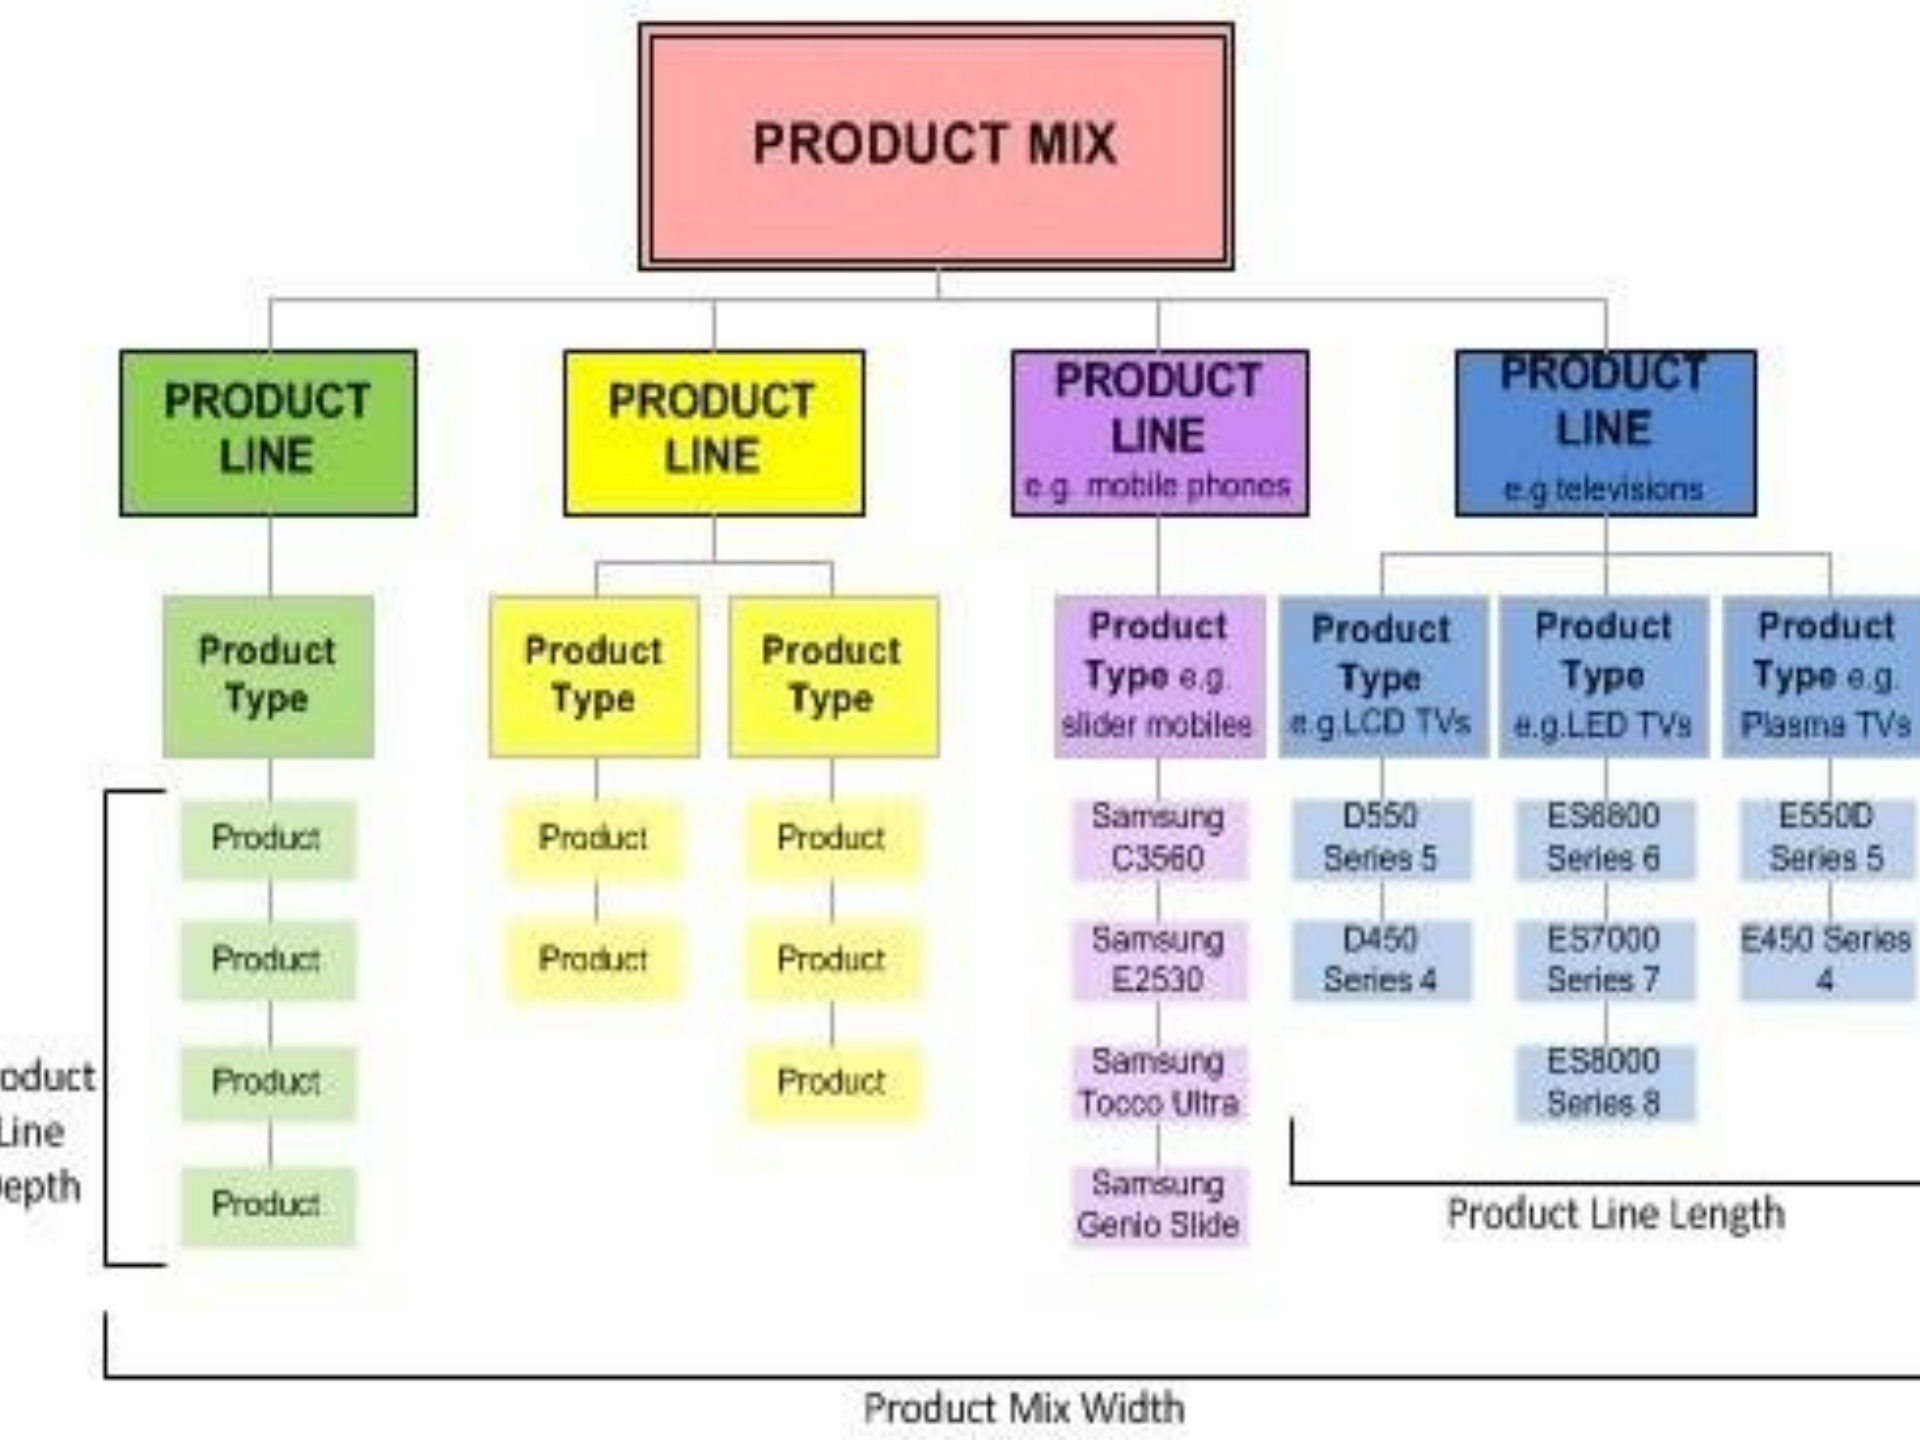 PRODUCT MIX
PRODUCT
LINE
PRODUCT
LINE
PRODUCT
LINE
e.g. mobile phones
PRODUCT
LINE
e.g televisions
Product
Type
Product
Type
Product
Type
Product
Type e.g.
slider mobiles
Product
Type
e.g.LCD TVs
Product
Type
e.g.LED TVs
Product
Type e.g.
Plasma TVs
Product
Product
Product
Product
Product
Product
Product
Product
Product
Samsung
C3560
Samsung
E2530
Samsung
Tocco Ultra
Samsung
Genio Slide
D550
Series 5
D450
Series 4
ES6800
Series 6
ES7000
Series 7
ES8000
Series 8
E550D
Series 5
E450 Series
4
oduct
Line
epth
Product Line Length
Product Mix Width